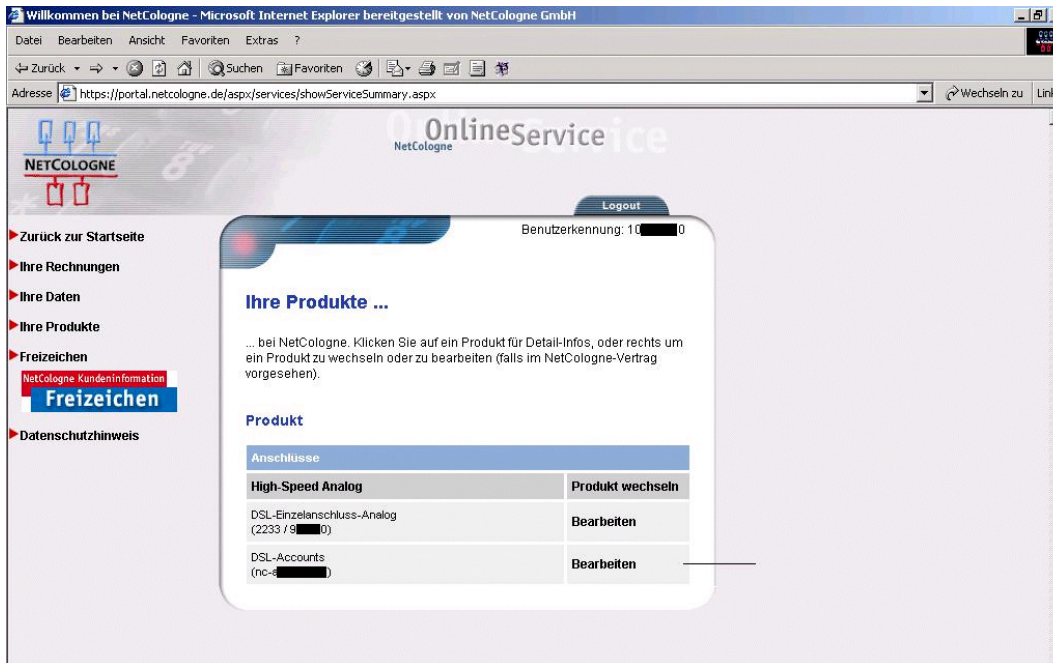 Willkommen bei NetCologne - Microsoft Internet Explorer bereitgestellt von NetCologne GmbH
Datei Bearbeiten Ansicht Favoriten Extras ?
Zurück Suchen Favoriten
Adresse https://portal.netcologne.de/aspx/services/showServiceSummary.aspx Wechseln zu
NETCOLOGNE
OnlineService
NetCologne
Logout
Benutzerkennung: 10 0
Zurück zur Startseite
Ihre Rechnungen
Ihre Daten
Ihre Produkte
Freizeichen
NetCologne Kundeninformation
Freizeichen
Datenschutzhinweis
Ihre Produkte ...
... bei NetCologne. Klicken Sie auf ein Produkt für Detail-Infos, oder rechts um
ein Produkt zu wechseln oder zu bearbeiten (falls im NetCologne-Vertrag
vorgesehen).
Produkt
Anschlüsse
High-Speed Analog Produkt wechseln
DSL-Einzelanschluss-Analog
(2233 / 9 0) Bearbeiten
DSL-Accounts
(nc- ) Bearbeiten